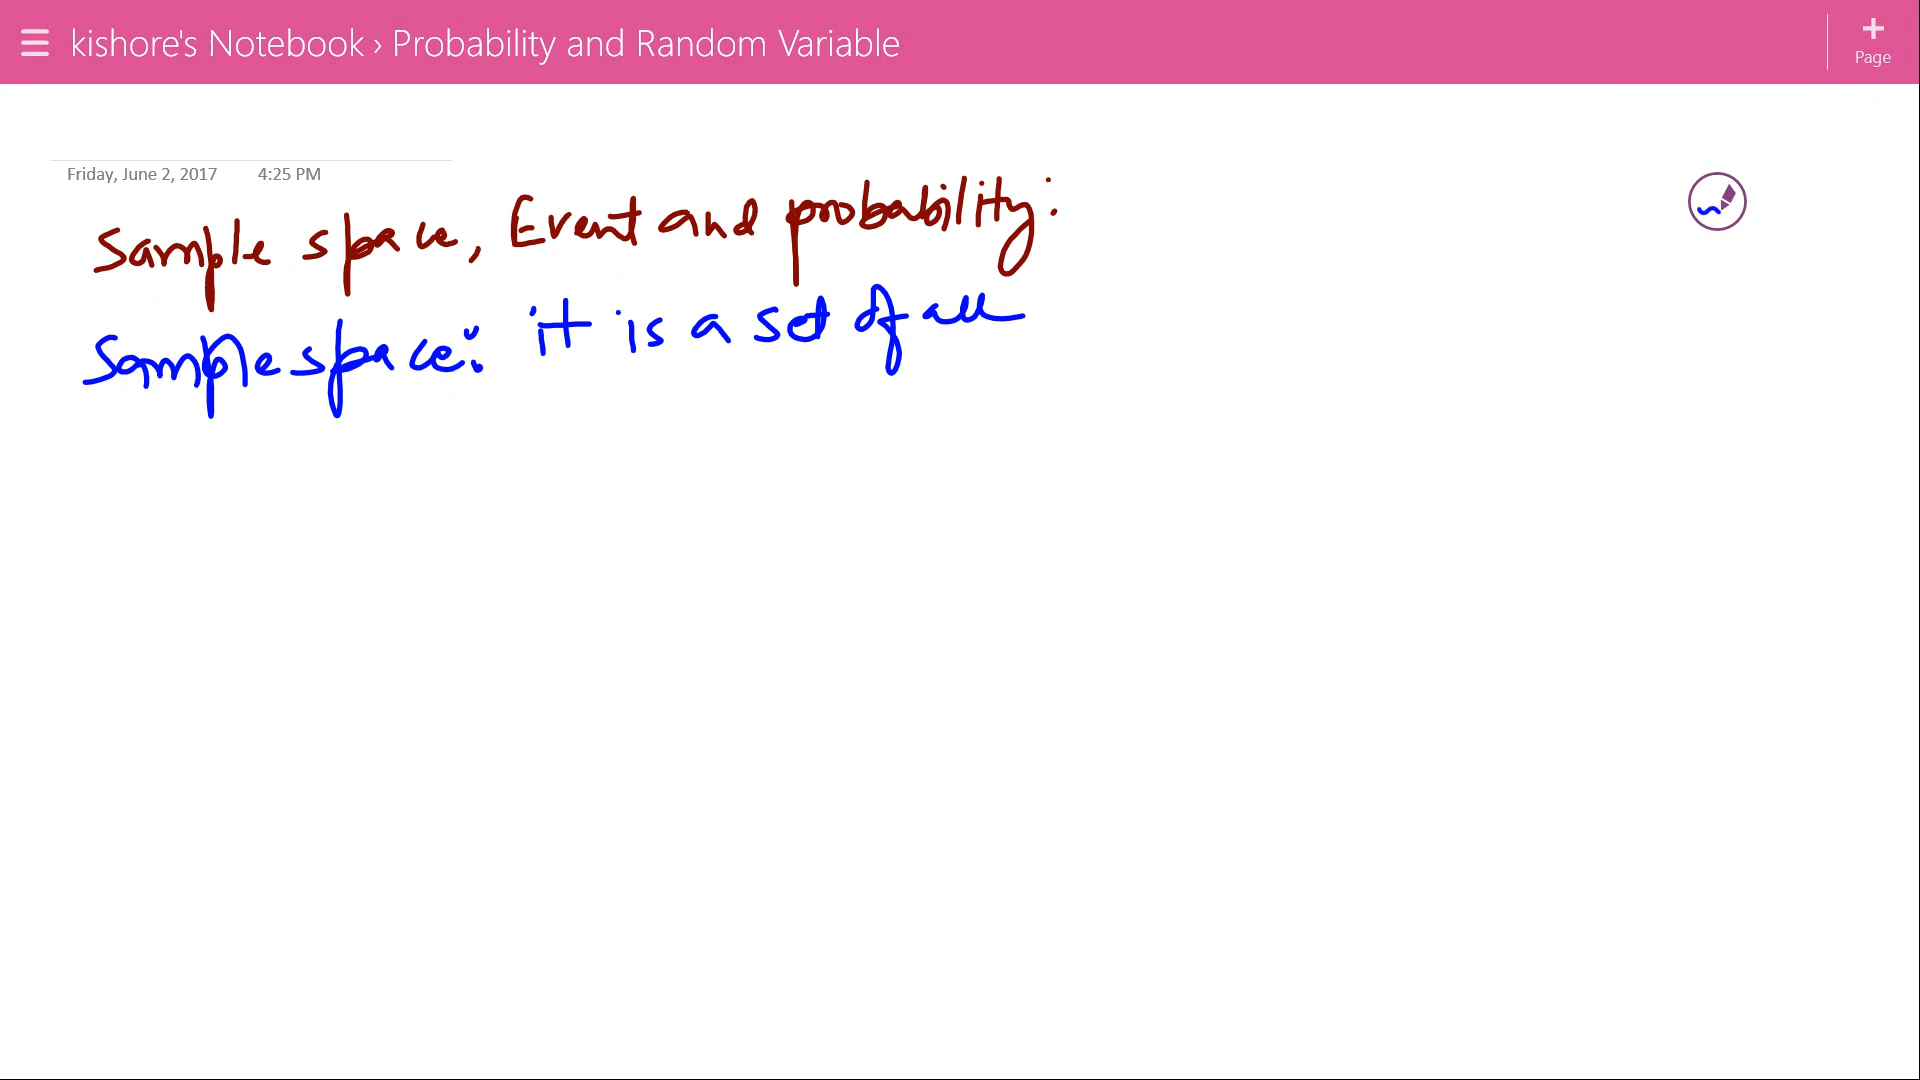 kishore's Notebook › Probability and Random Variable
+ Page
Friday, June 2, 2017 4:25 PM
Sample space, Event and probability:
Sample space: it is a set of all